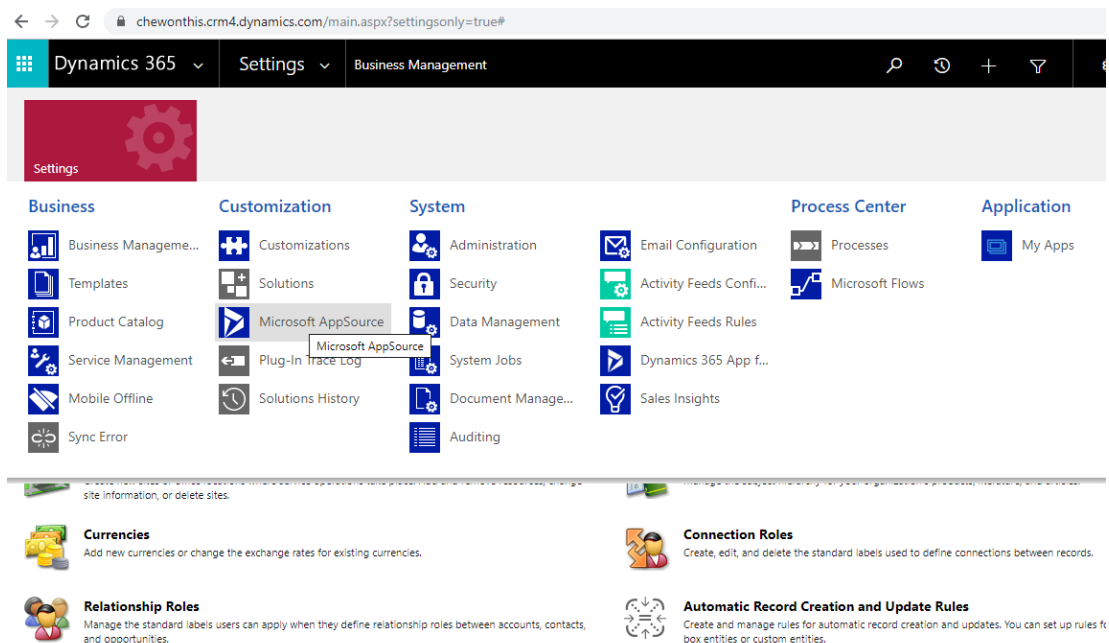 chewonthis.crm4.dynamics.com/main.aspx?settingsonly=true#
Dynamics 365
Settings
Business Management
Settings
Business
Customization
System
Process Center
Application
Business Manageme...
Customizations
Administration
Email Configuration
Processes
My Apps
Templates
Solutions
Security
Activity Feeds Confi...
Microsoft Flows
Product Catalog
Microsoft AppSource
Data Management
Activity Feeds Rules
Microsoft AppSource
Service Management
Plug-In Trace Log
System Jobs
Dynamics 365 App f...
Mobile Offline
Solutions History
Document Manage...
Sales Insights
Sync Error
Auditing
site information, or delete sites.
Currencies
Add new currencies or change the exchange rates for existing currencies.
Connection Roles
Create, edit, and delete the standard labels used to define connections between records.
Relationship Roles
Manage the standard labels users can apply when they define relationship roles between accounts, contacts,
and opportunities.
Automatic Record Creation and Update Rules
Create and manage rules for automatic record creation and updates. You can set up rules fo
box entities or custom entities.